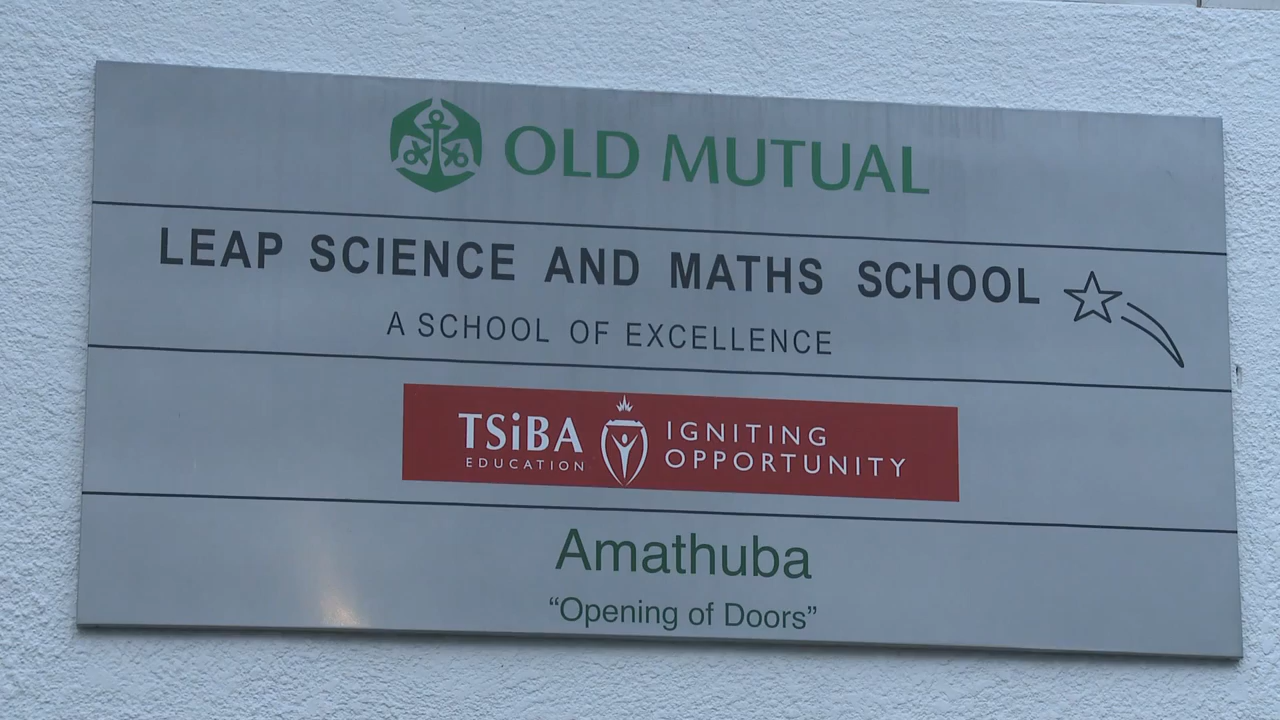 OLD MUTUAL
LEAP SCIENCE AND MATHS SCHOOL
A SCHOOL OF EXCELLENCE
TSiBA
EDUCATION
IGNITING
OPPORTUNITY
Amathuba
“Opening of Doors”